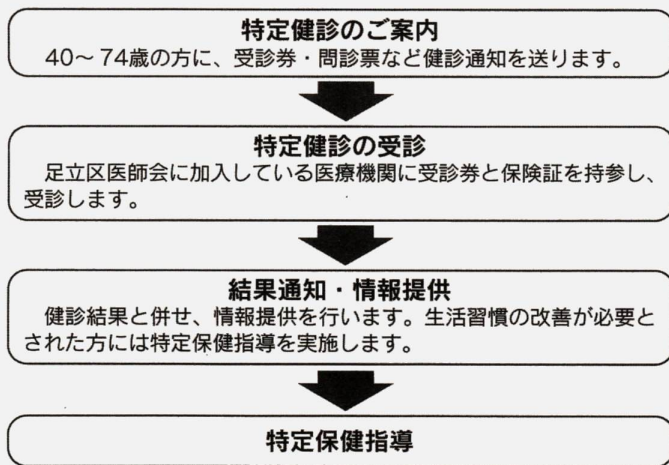 特定健診のご案内
40〜74歳の方に、受診券・問診票など健診通知を送ります。
特定健診の受診
足立区医師会に加入している医療機関に受診券と保険証を持参し、
受診します。
結果通知・情報提供
健診結果と併せ、情報提供を行います。生活習慣の改善が必要と
された方には特定保健指導を実施します。
特定保健指導